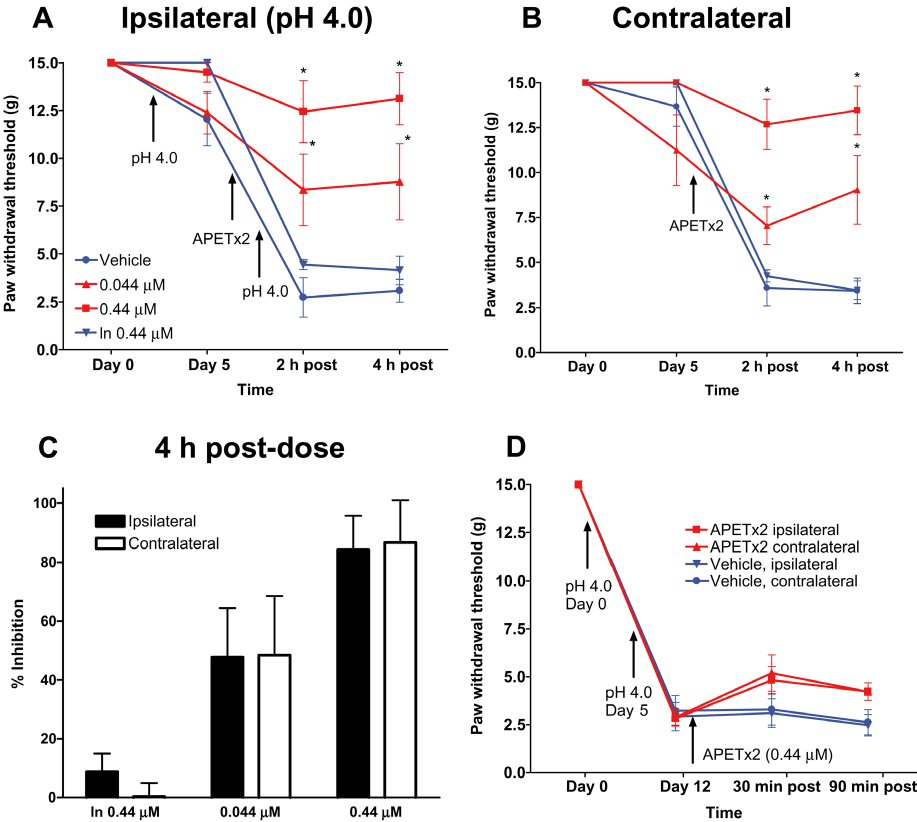 A
Ipsilateral (pH 4.0)
Paw withdrawal threshold (g)
15.0
12.5
10.0
7.5
5.0
2.5
0.0
pH 4.0
APETx2
pH 4.0
*
*
*
*
Vehicle
0.044 µM
0.44 µM
In 0.44 µM
Day 0
Day 5
2 h post
4 h post
Time
B
Contralateral
Paw withdrawal threshold (g)
15.0
12.5
10.0
7.5
5.0
2.5
0.0
APETx2
*
*
*
*
Day 0
Day 5
2 h post
4 h post
Time
C
4 h post-dose
% Inhibition
100
80
60
40
20
0
Ipsilateral
Contralateral
In 0.44 µM
0.044 µM
0.44 µM
D
Paw withdrawal threshold (g)
15.0
12.5
10.0
7.5
5.0
2.5
0.0
APETx2 ipsilateral
APETx2 contralateral
Vehicle, ipsilateral
Vehicle, contralateral
pH 4.0
Day 0
pH 4.0
Day 5
APETx2 (0.44 µM)
Day 0
Day 12
30 min post
90 min post
Time